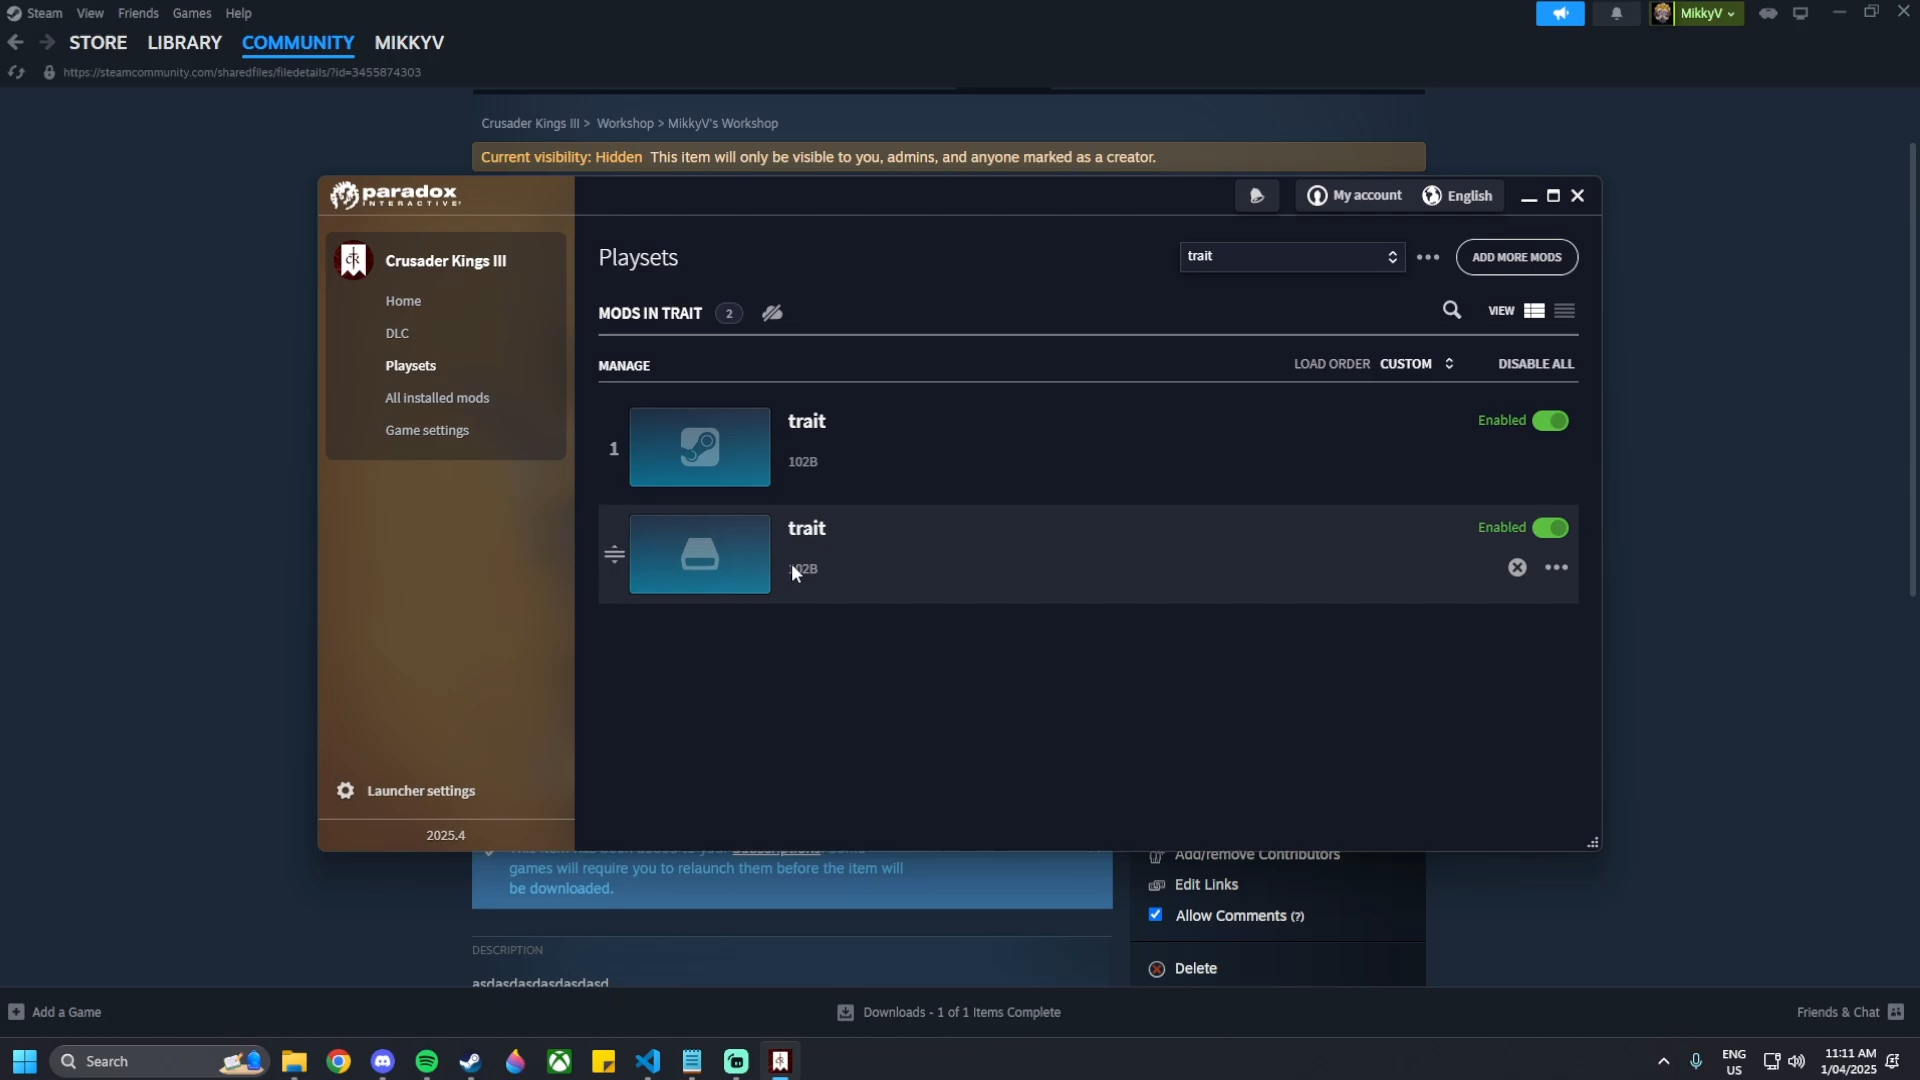 Steam View Friends Games Help
MikkyV
STORE LIBRARY COMMUNITY MIKKYV
https://steamcommunity.com/sharedfiles/filedetails/?id=3455874303
Crusader Kings III > Workshop > MikkyV's Workshop
Current visibility: Hidden This item will only be visible to you, admins, and anyone marked as a creator.
paradox
INTERACTIVE
My account English
Crusader Kings III
Home
DLC
Playsets
All installed mods
Game settings
Launcher settings
2025.4
Playsets
trait
ADD MORE MODS
MODS IN TRAIT 2
VIEW
MANAGE
LOAD ORDER CUSTOM
DISABLE ALL
1
trait
102B
Enabled
trait
102B
Enabled
games will require you to relaunch them before the item will
be downloaded.
Add/remove Contributors
Edit Links
Allow Comments (?)
Delete
DESCRIPTION
asdasdasdasdasdasd
Add a Game
Downloads - 1 of 1 Items Complete
Friends & Chat
Search
ENG
US
11:11 AM
1/04/2025